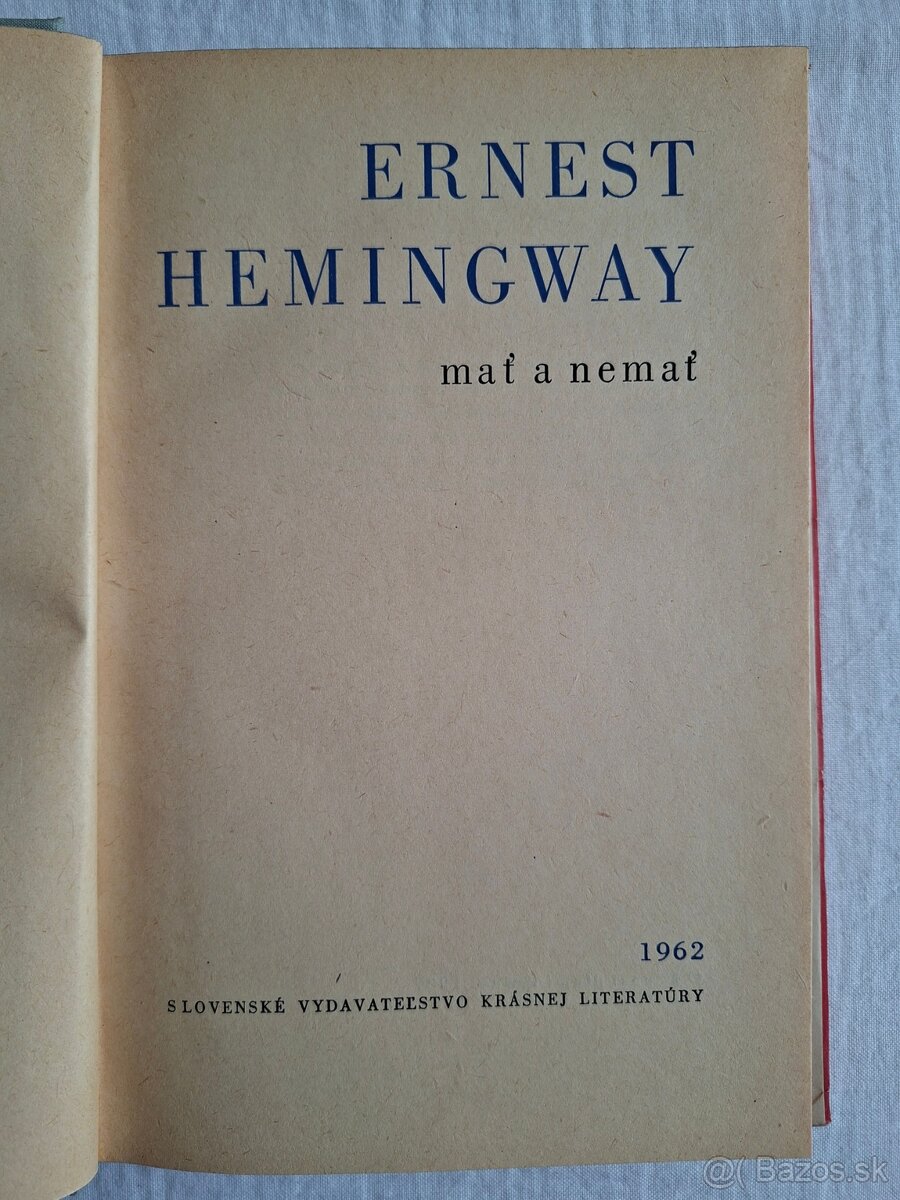 ERNEST
HEMINGWAY
mať a nemať
1962
SLOVENSKÉ VYDAVATEĽSTVO KRÁSNEJ LITERATÚRY
@( Bazos.sk